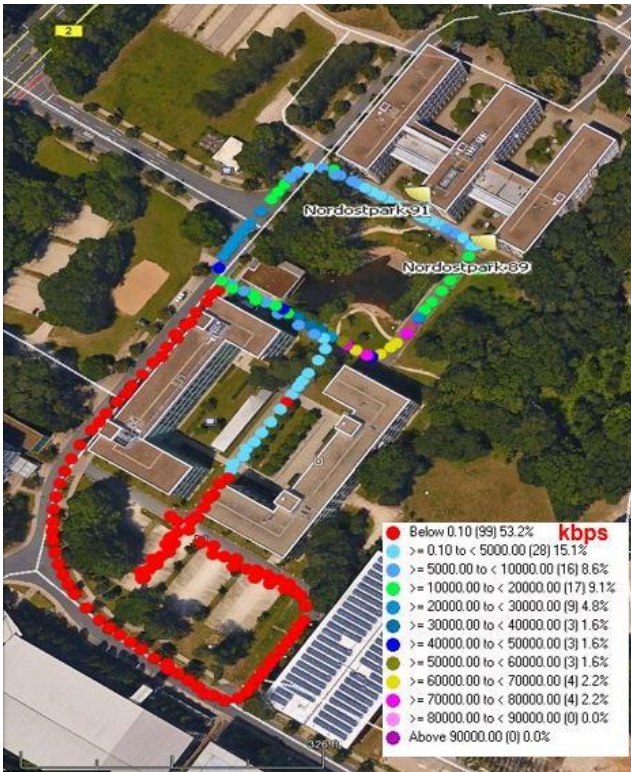 2
Nordostpark 91
Nordostpark 89
Below 0.10 (99) 53.2% kbps
>= 0.10 to < 5000.00 (28) 15.1%
>= 5000.00 to < 10000.00 (16) 8.6%
>= 10000.00 to < 20000.00 (17) 9.1%
>= 20000.00 to < 30000.00 (9) 4.8%
>= 30000.00 to < 40000.00 (3) 1.6%
>= 40000.00 to < 50000.00 (3) 1.6%
>= 50000.00 to < 60000.00 (3) 1.6%
>= 60000.00 to < 70000.00 (4) 2.2%
>= 70000.00 to < 80000.00 (4) 2.2%
>= 80000.00 to < 90000.00 (0) 0.0%
Above 90000.00 (0) 0.0%
326 ft